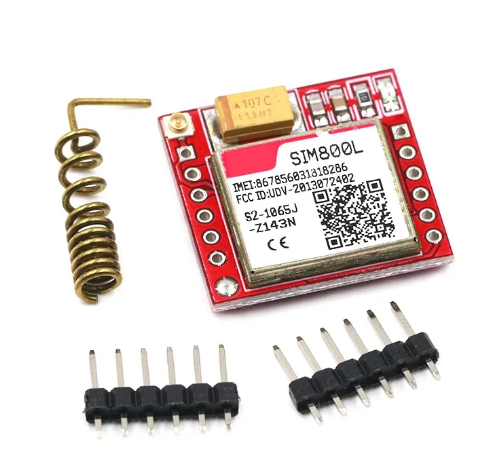 107C
SIM800L
IMEI:867856031818286
FCC ID:UDV-2013072402
S2-1065J
-Z143N
CE